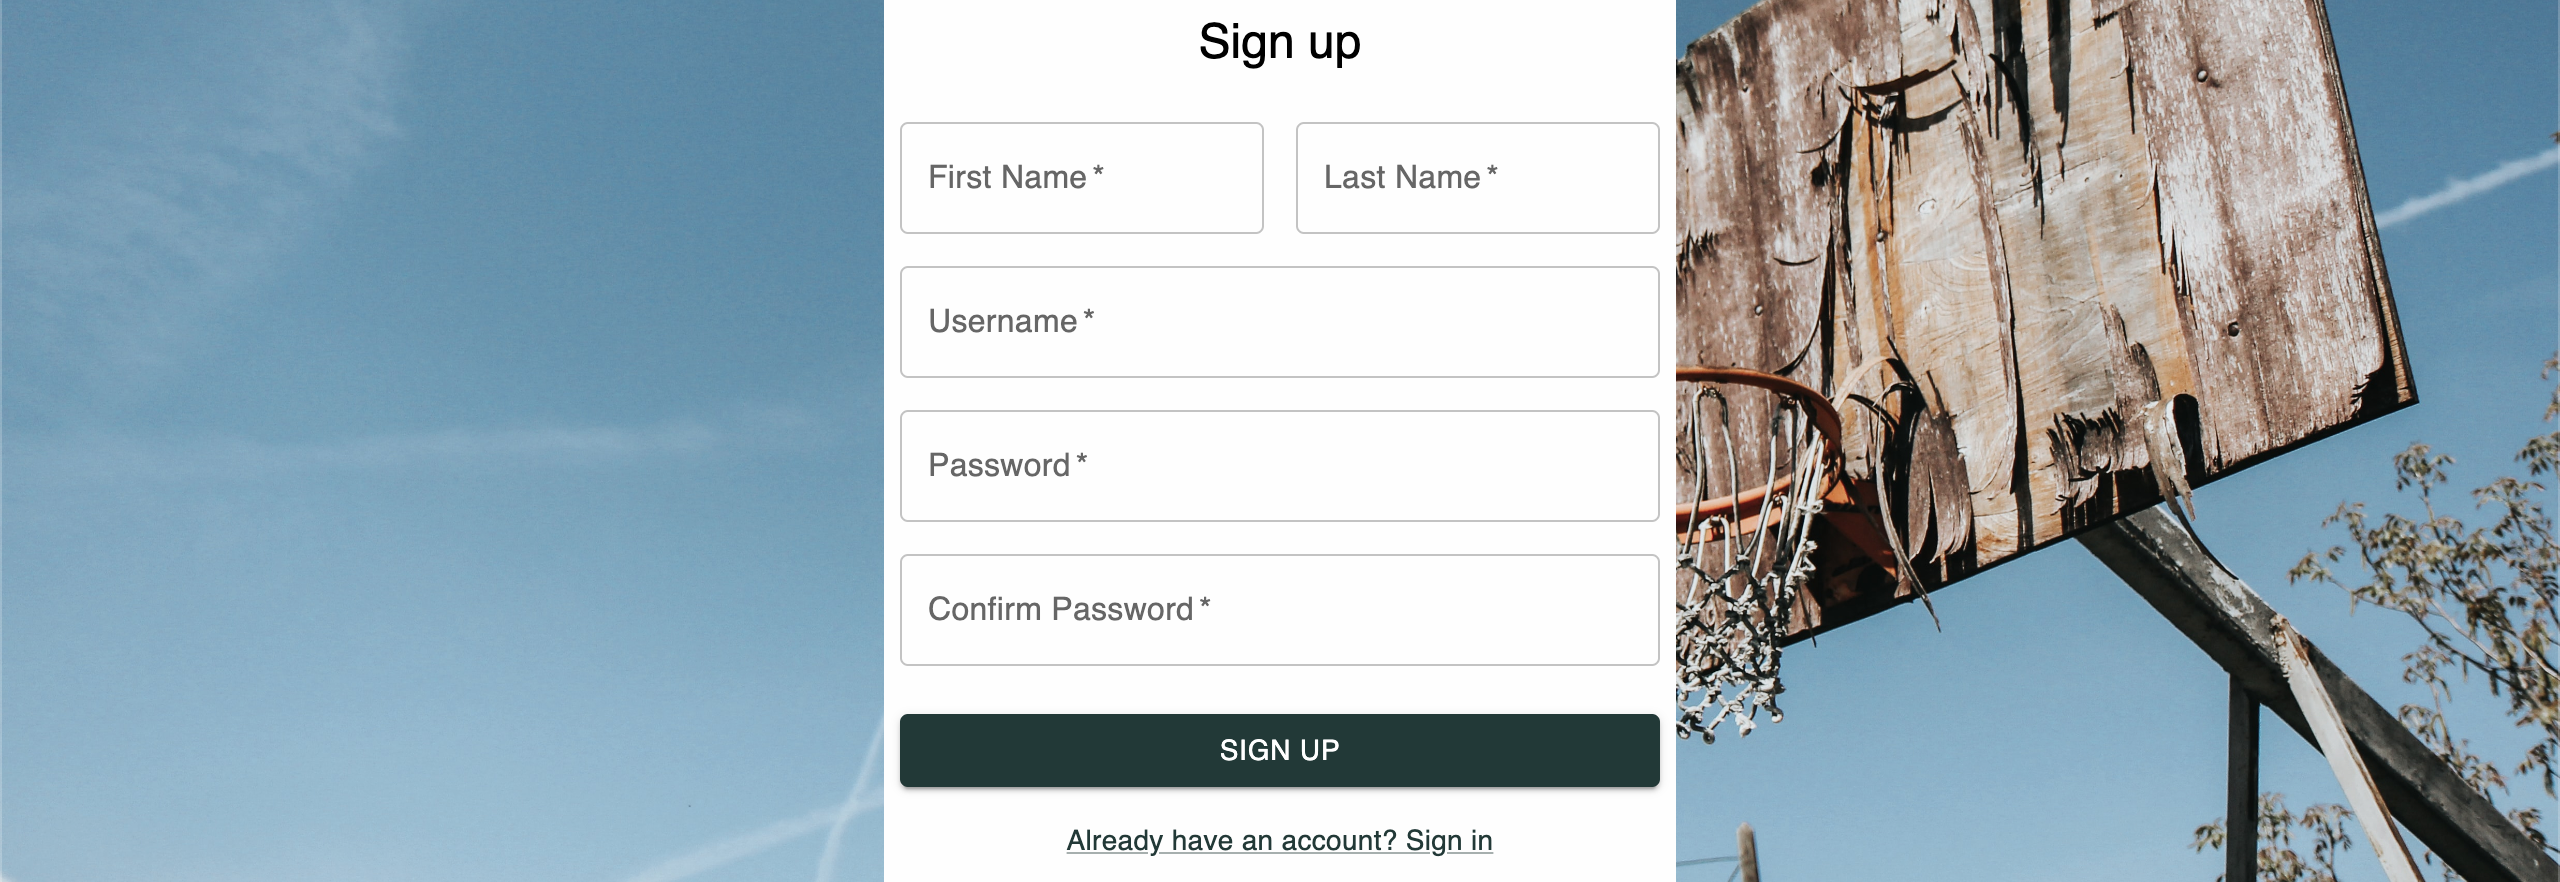 Sign up
First Name *
Last Name *
Username *
Password *
Confirm Password *
SIGN UP
Already have an account? Sign in